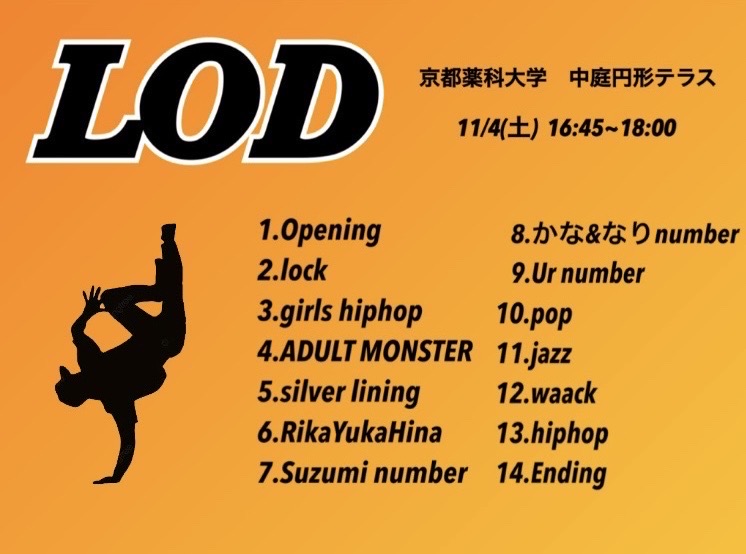 LOD
京都薬科大学　中庭円形テラス
11/4(土) 16:45~18:00
1.Opening
2.lock
3.girls hiphop
4.ADULT MONSTER
5.silver lining
6.RikaYukaHina
7.Suzumi number
8.かな&なりnumber
9.Ur number
10.pop
11.jazz
12.waack
13.hiphop
14.Ending